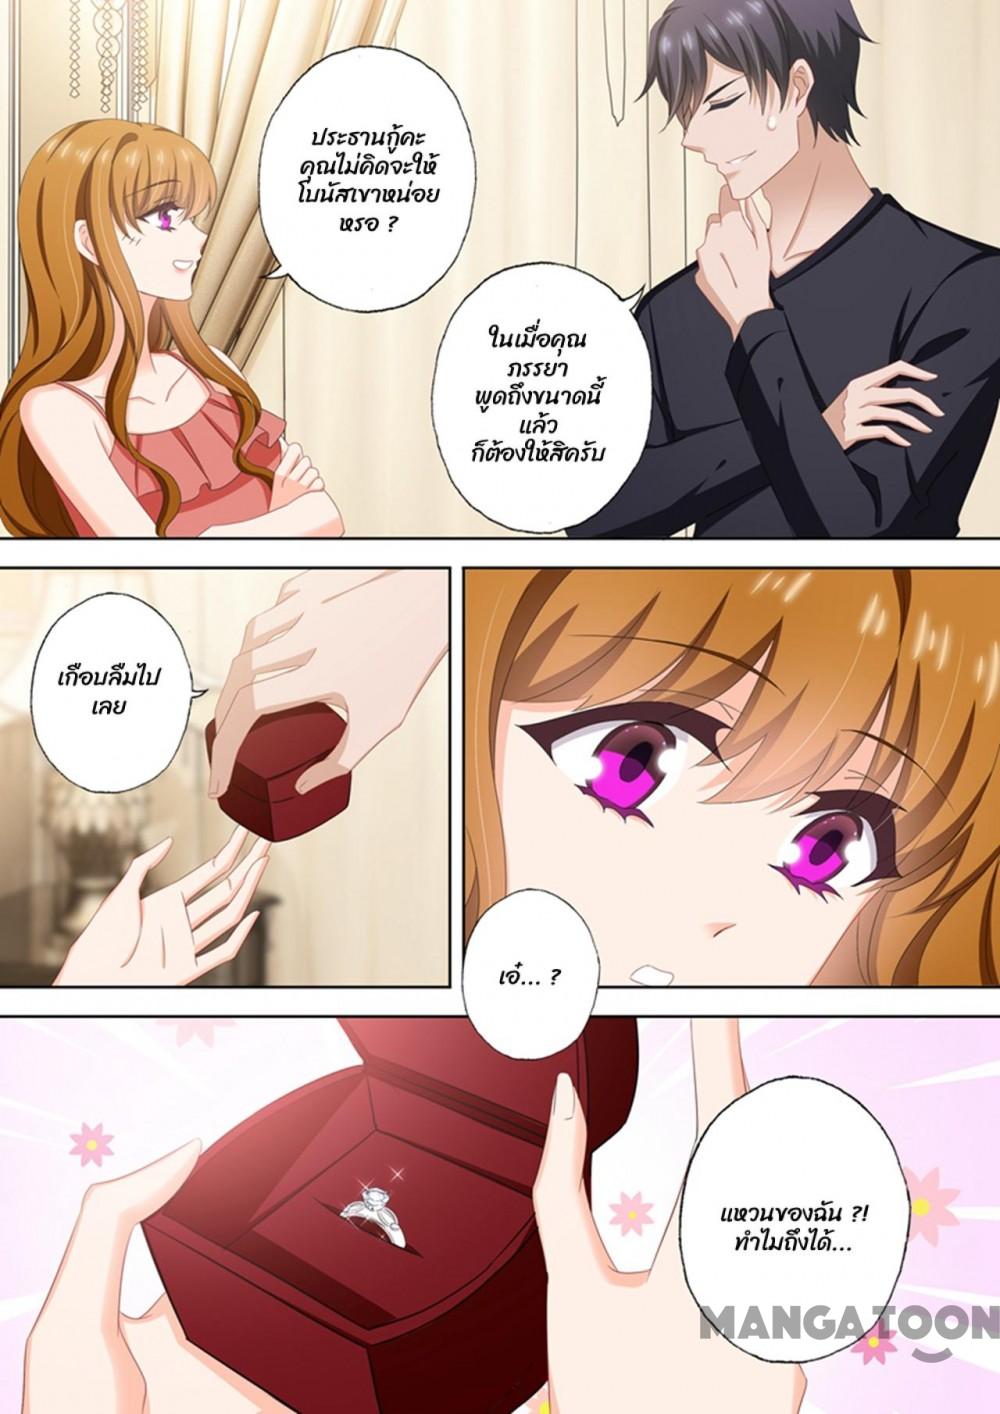 ประธานกู้คะ
คุณไม่คิดจะให้
โบนัสเขาหน่อย
หรอ ?
ในเมื่อคุณ
ภรรยา
พูดถึงขนาดนี้
แล้ว
ก็ต้องให้สิครับ
เกือบลืมไป
เลย
เอ๋... ?
แหวนของฉัน ?!
ทำไมถึงได้...
MANGATOON